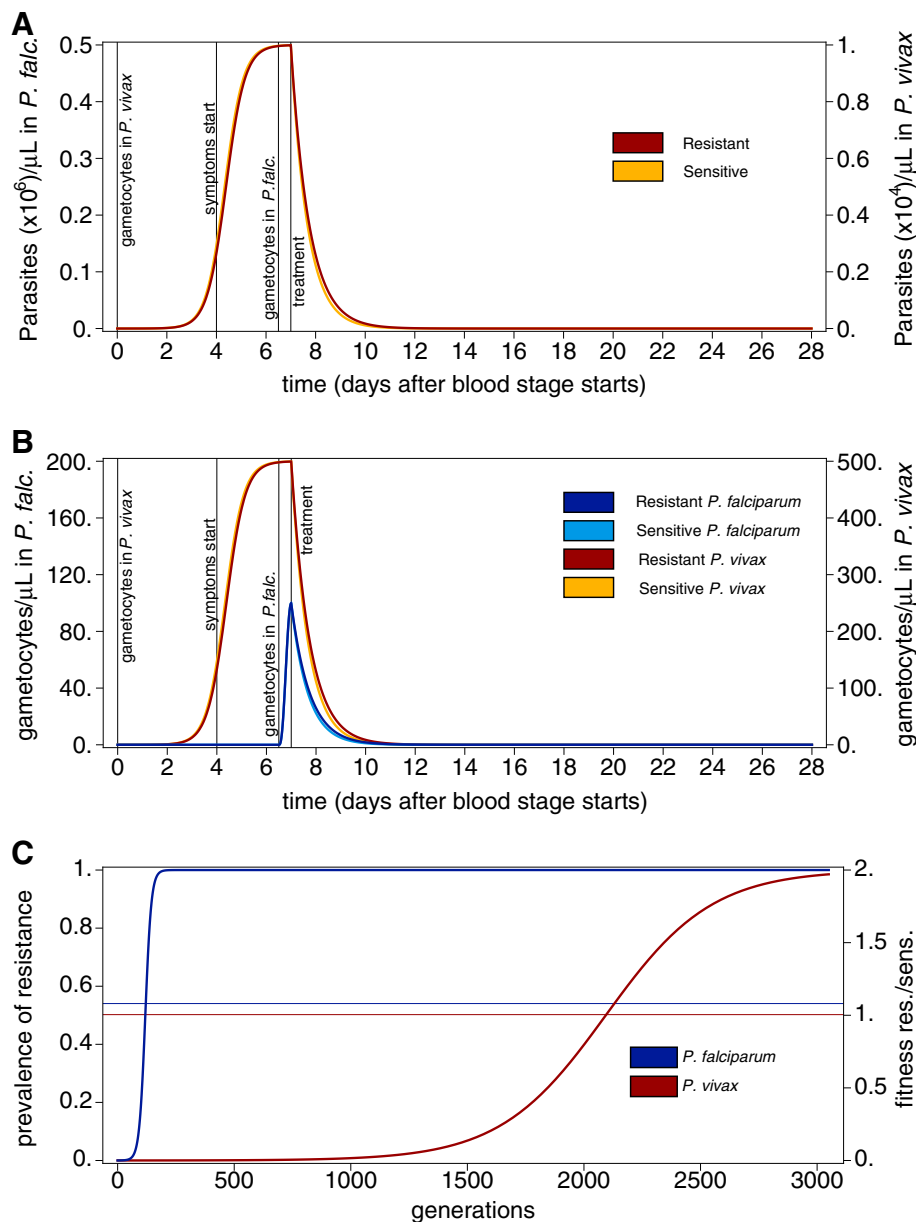 A
Parasites (x10⁶)/μL in P. falc.
0.5
0.4
0.3
0.2
0.1
0.
gametocytes in P. vivax
symptoms start
gametocytes in P.falc.
treatment
Resistant
Sensitive
1.
0.8
0.6
0.4
0.2
0.
Parasites (x10⁴)/μL in P. vivax
0 2 4 6 8 10 12 14 16 18 20 22 24 26 28
time (days after blood stage starts)
B
gametocytes/μL in P. falc.
200.
160.
120.
80.
40.
0.
gametocytes in P. vivax
symptoms start
gametocytes in P.falc.
treatment
Resistant P. falciparum
Sensitive P. falciparum
Resistant P. vivax
Sensitive P. vivax
500.
400.
300.
200.
100.
0.
gametocytes/μL in P. vivax
0 2 4 6 8 10 12 14 16 18 20 22 24 26 28
time (days after blood stage starts)
C
prevalence of resistance
1.
0.8
0.6
0.4
0.2
0.
P. falciparum
P. vivax
2.
1.5
1.
0.5
0.
fitness res./sens.
0 500 1000 1500 2000 2500 3000
generations